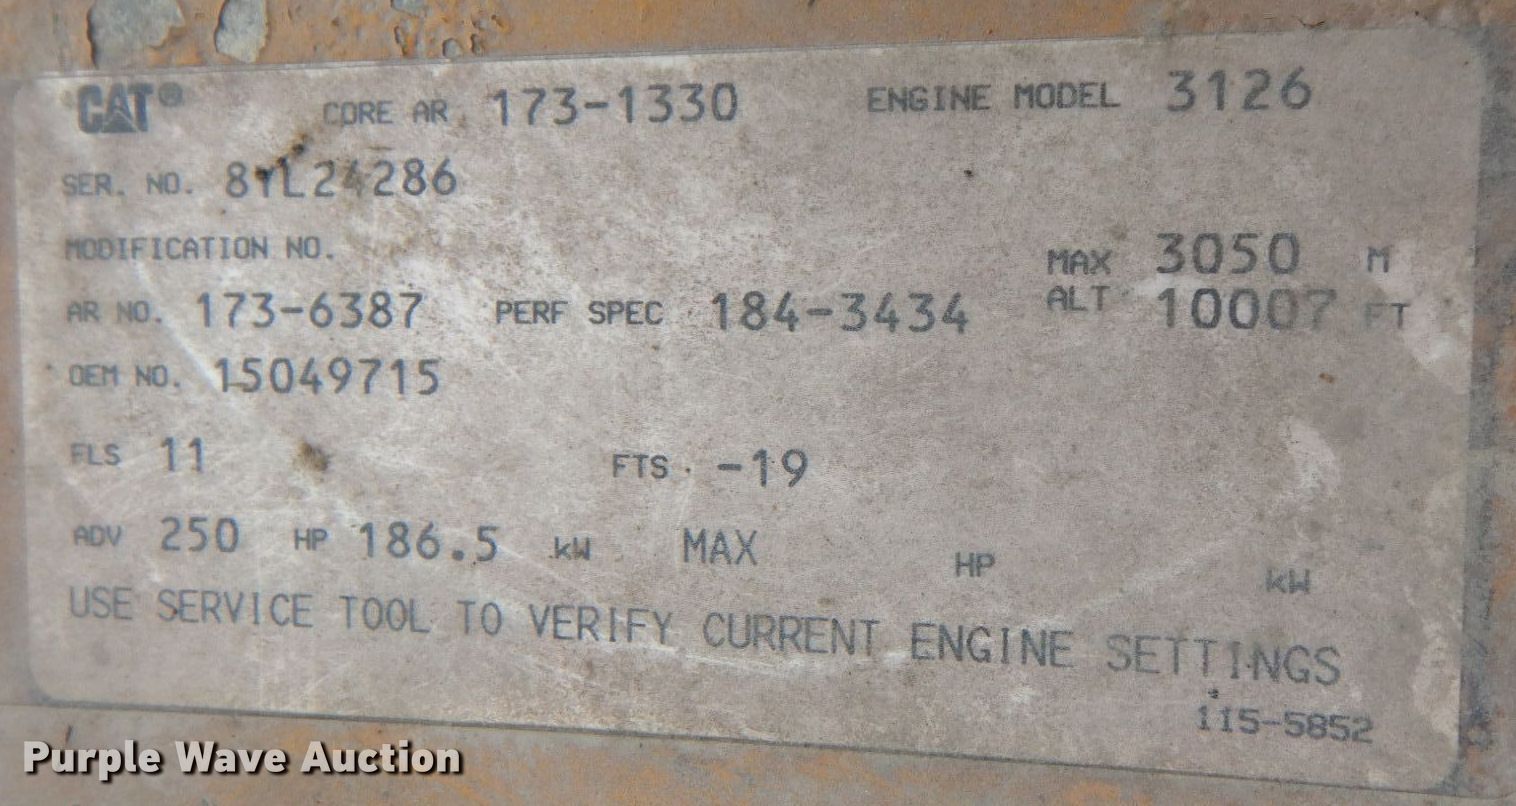 CAT® CORE AR. 173-1330 ENGINE MODEL 3126
SER. NO. 8YL24286
MODIFICATION NO.
MAX 3050 M
AR NO. 173-6387 PERF SPEC 184-3434 ALT 10007 FT
OEM NO. 15049715
FLS 11 FTS -19
ADV 250 HP 186.5 kW MAX HP kW
USE SERVICE TOOL TO VERIFY CURRENT ENGINE SETTINGS
115-5852
Purple Wave Auction